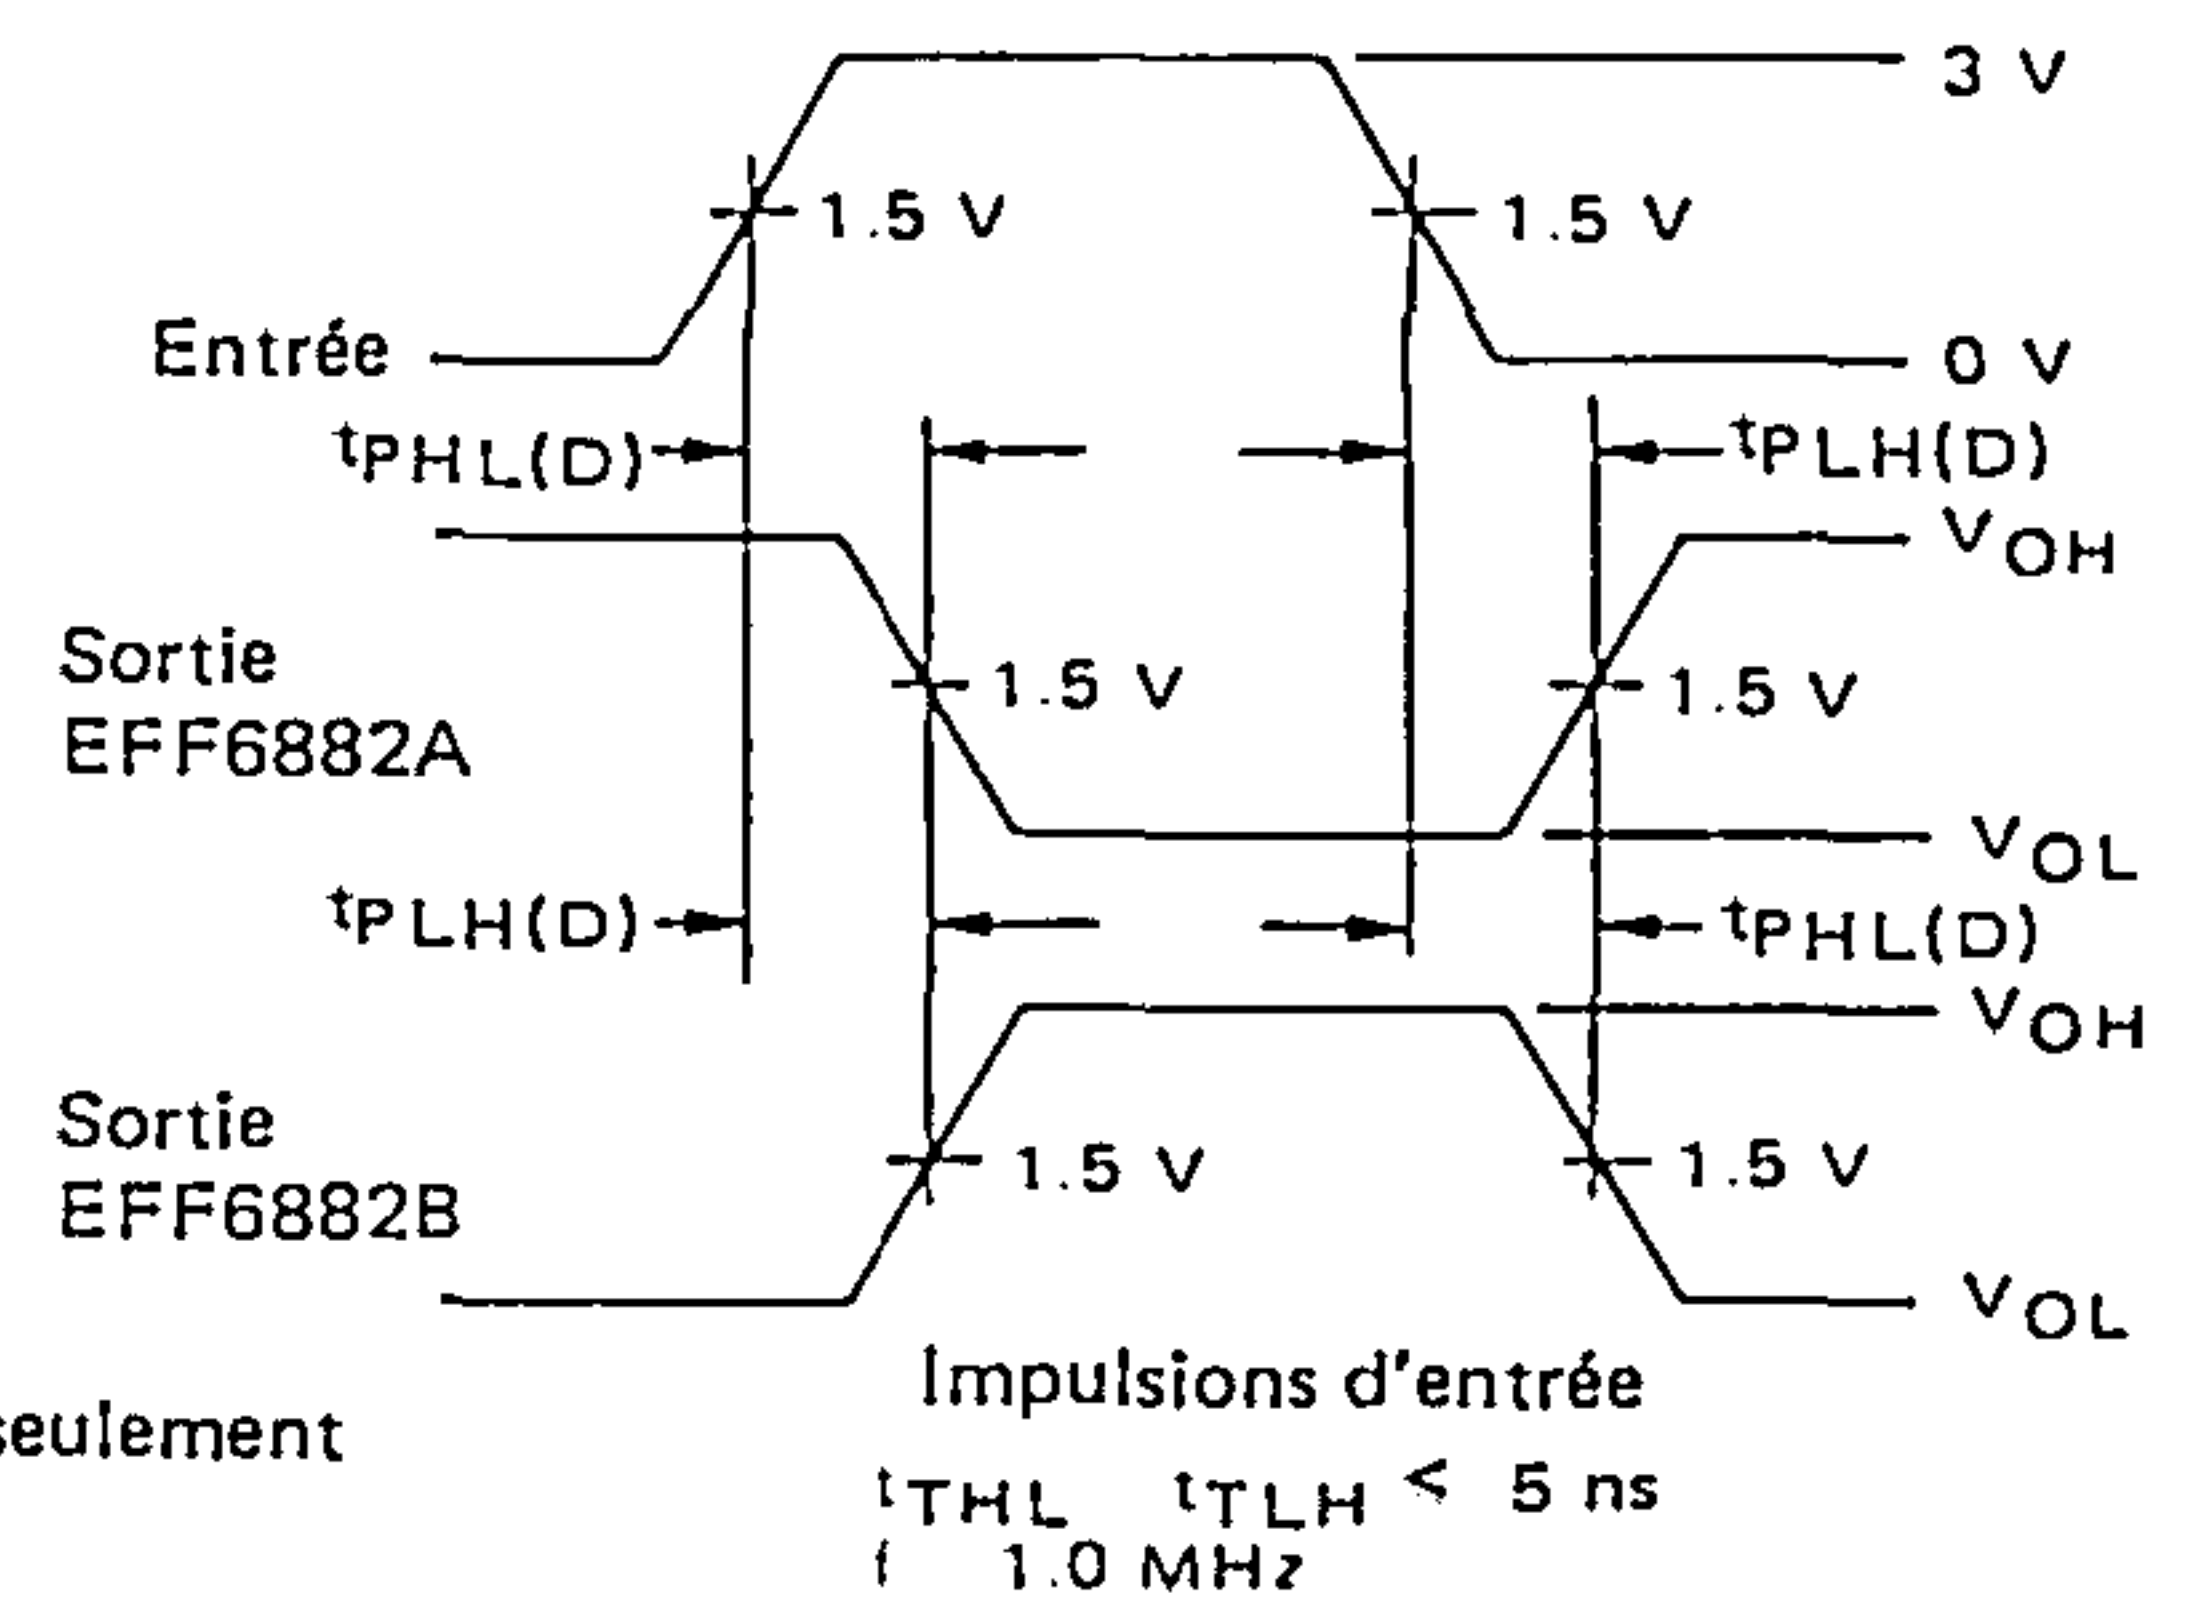 3 V
1.5 V 1.5 V
Entrée 0 V
tPHL(D) tPLH(D)
VOH
Sortie
EFF6882A
1.5 V 1.5 V
VOL
tPLH(D) tPHL(D)
VOH
Sortie
EFF6882B
1.5 V 1.5 V
VOL
Impulsions d'entrée
seulement
tTHL tTLH < 5 ns
f 1.0 MHz